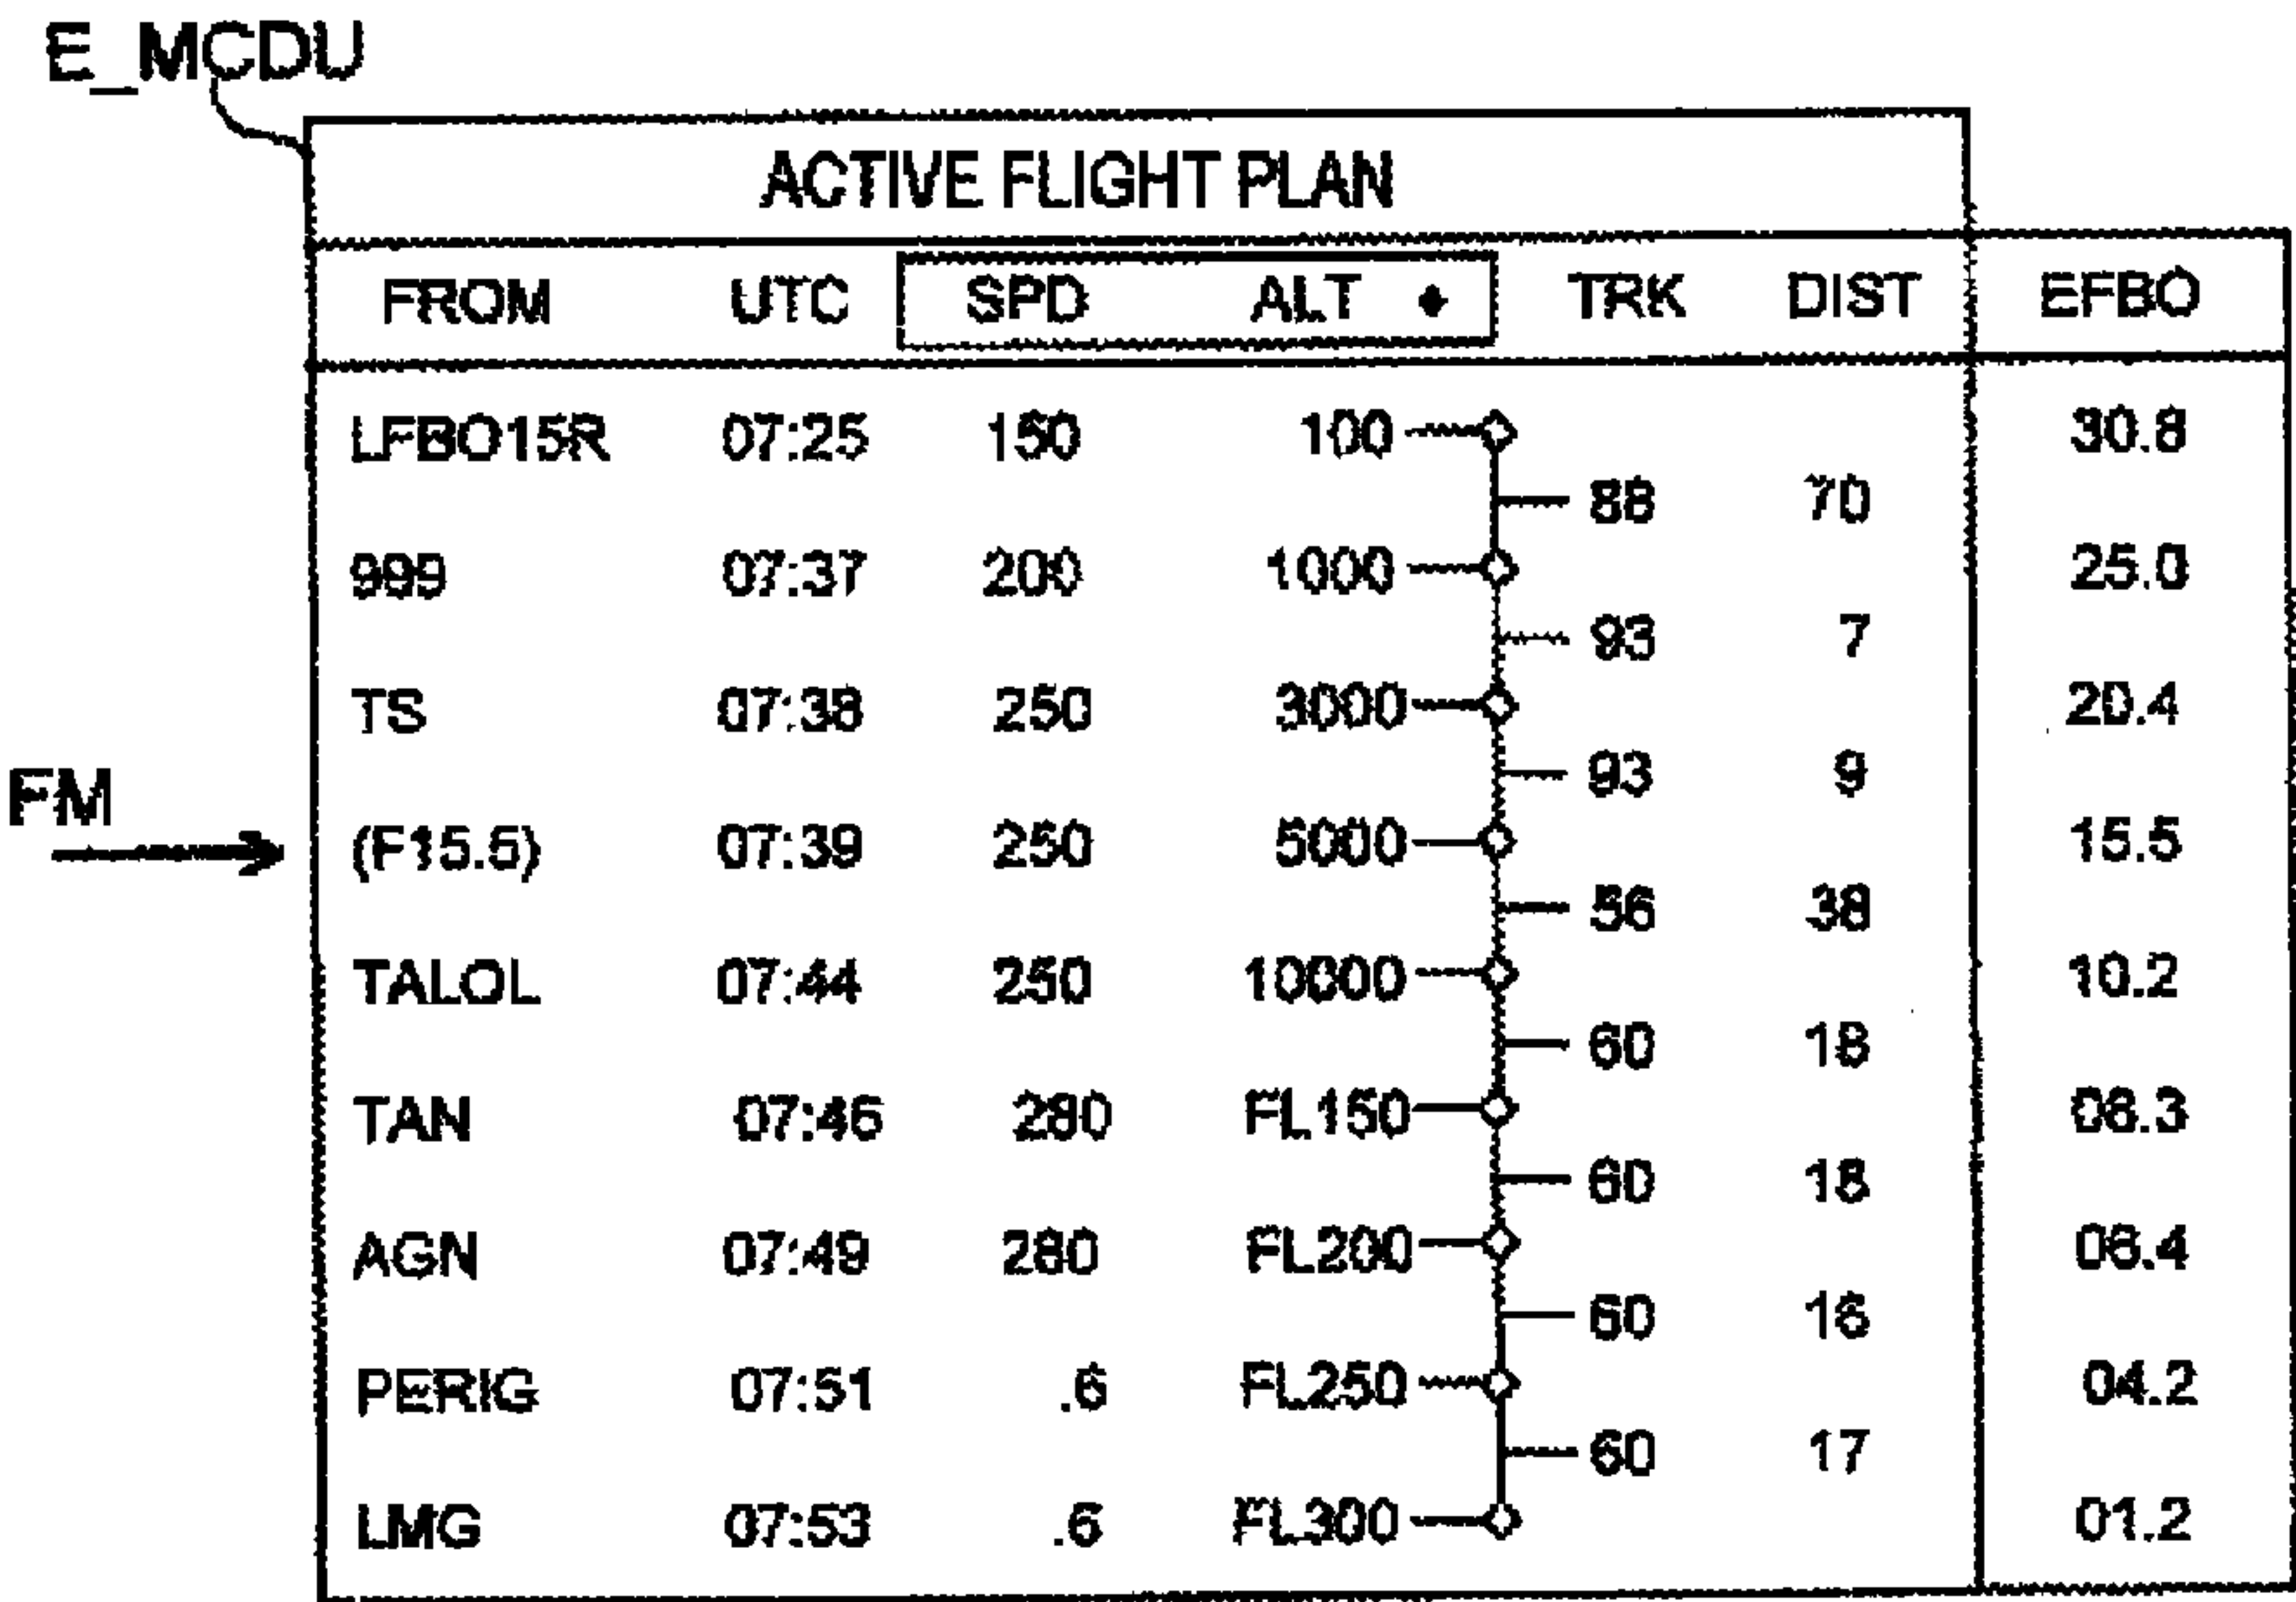 E_MCDU
ACTIVE FLIGHT PLAN
FROM UTC SPD ALT TRK DIST EFBO
LFBO15R 07:25 150 100 30.8
88 70
999 07:37 200 1000 25.0
93 7
TS 07:38 250 3000 20.4
93 9
FM
(F15.5) 07:39 250 5000 15.5
56 38
TALOL 07:44 250 10000 10.2
60 18
TAN 07:46 280 FL150
60 18
AGN 07:49 280 FL200
60 16
PERIG 07:51 .6 FL250 04.2
60 17
LMG 07:53 .6 FL300 01.2